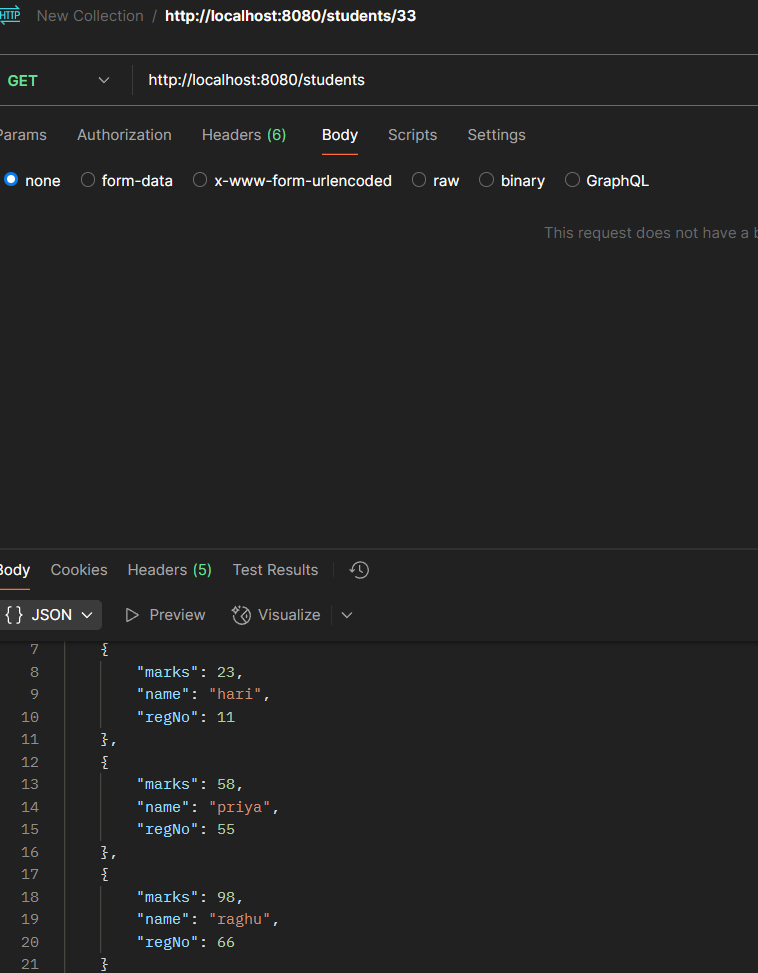 HTTP New Collection / http://localhost:8080/students/33
GET http://localhost:8080/students
Params Authorization Headers (6) Body Scripts Settings
none form-data x-www-form-urlencoded raw binary GraphQL
This request does not have a b
Body Cookies Headers (5) Test Results
{} JSON Preview Visualize
7 {
8 "marks": 23,
9 "name": "hari",
10 "regNo": 11
11 },
12 {
13 "marks": 58,
14 "name": "priya",
15 "regNo": 55
16 },
17 {
18 "marks": 98,
19 "name": "raghu",
20 "regNo": 66
21 }